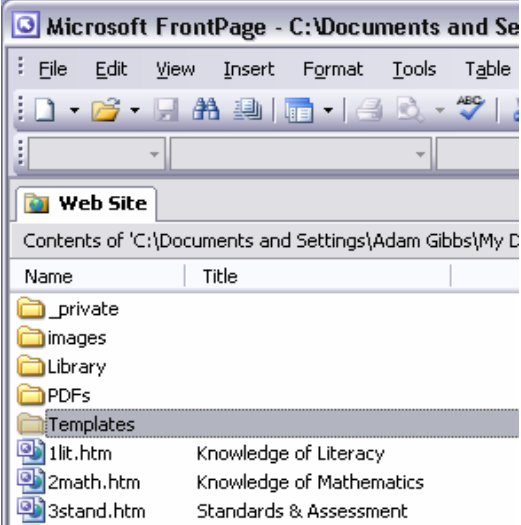 Microsoft FrontPage - C:\Documents and Se
File Edit View Insert Format Tools Table
ABC
Web Site
Contents of 'C:\Documents and Settings\Adam Gibbs\My D
Name Title
_private
images
Library
PDFs
Templates
1lit.htm Knowledge of Literacy
2math.htm Knowledge of Mathematics
3stand.htm Standards & Assessment